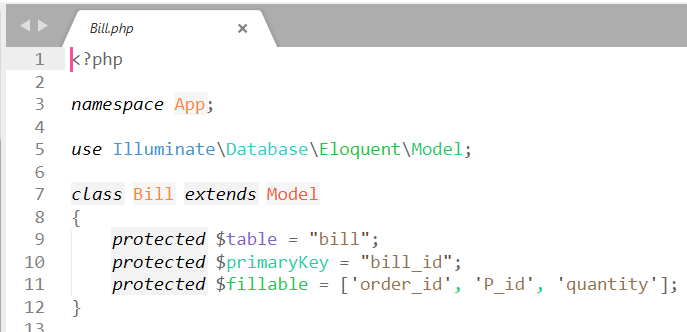 Bill.php ×
1 <?php
2
3 namespace App;
4
5 use Illuminate\Database\Eloquent\Model;
6
7 class Bill extends Model
8 {
9 protected $table = "bill";
10 protected $primaryKey = "bill_id";
11 protected $fillable = ['order_id', 'P_id', 'quantity'];
12 }
13